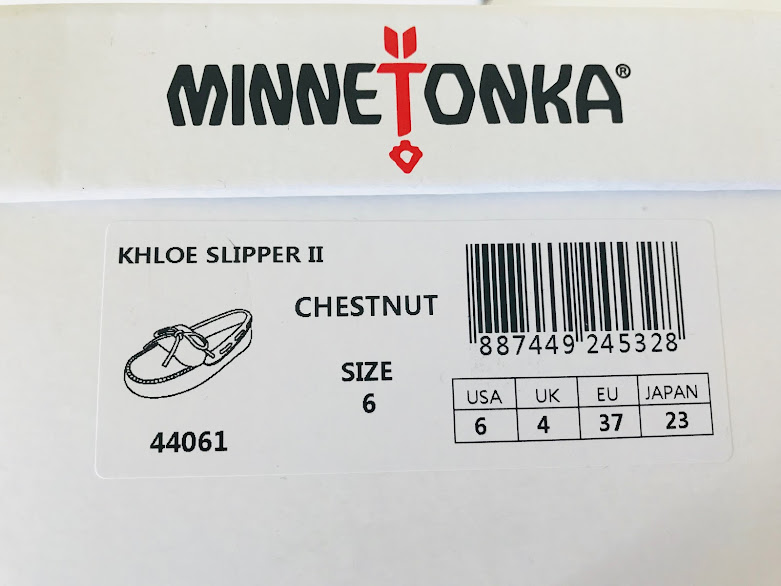 MINNETONKA®
KHLOE SLIPPER II
CHESTNUT
SIZE
6
44061
887449 245328
USA UK EU JAPAN
6 4 37 23